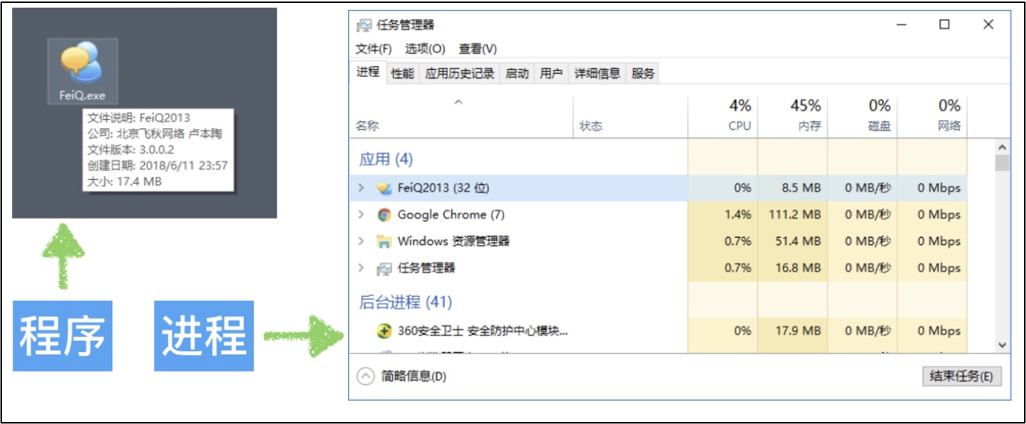 FeiQ.exe
文件说明: FeiQ2013
公司: 北京飞秋网络 卢本陶
文件版本: 3.0.0.2
创建日期: 2018/6/11 23:57
大小: 17.4 MB
程序
进程
任务管理器
文件(F) 选项(O) 查看(V)
进程 性能 应用历史记录 启动 用户 详细信息 服务
4% 45% 0% 0%
名称 状态 CPU 内存 磁盘 网络
应用 (4)
FeiQ2013 (32 位) 0% 8.5 MB 0 MB/秒 0 Mbps
Google Chrome (7) 1.4% 111.2 MB 0 MB/秒 0 Mbps
Windows 资源管理器 0.7% 51.4 MB 0 MB/秒 0 Mbps
任务管理器 0.7% 16.8 MB 0 MB/秒 0 Mbps
后台进程 (41)
360安全卫士 安全防护中心模块... 0% 17.9 MB 0 MB/秒 0 Mbps
简略信息(D) 结束任务(E)